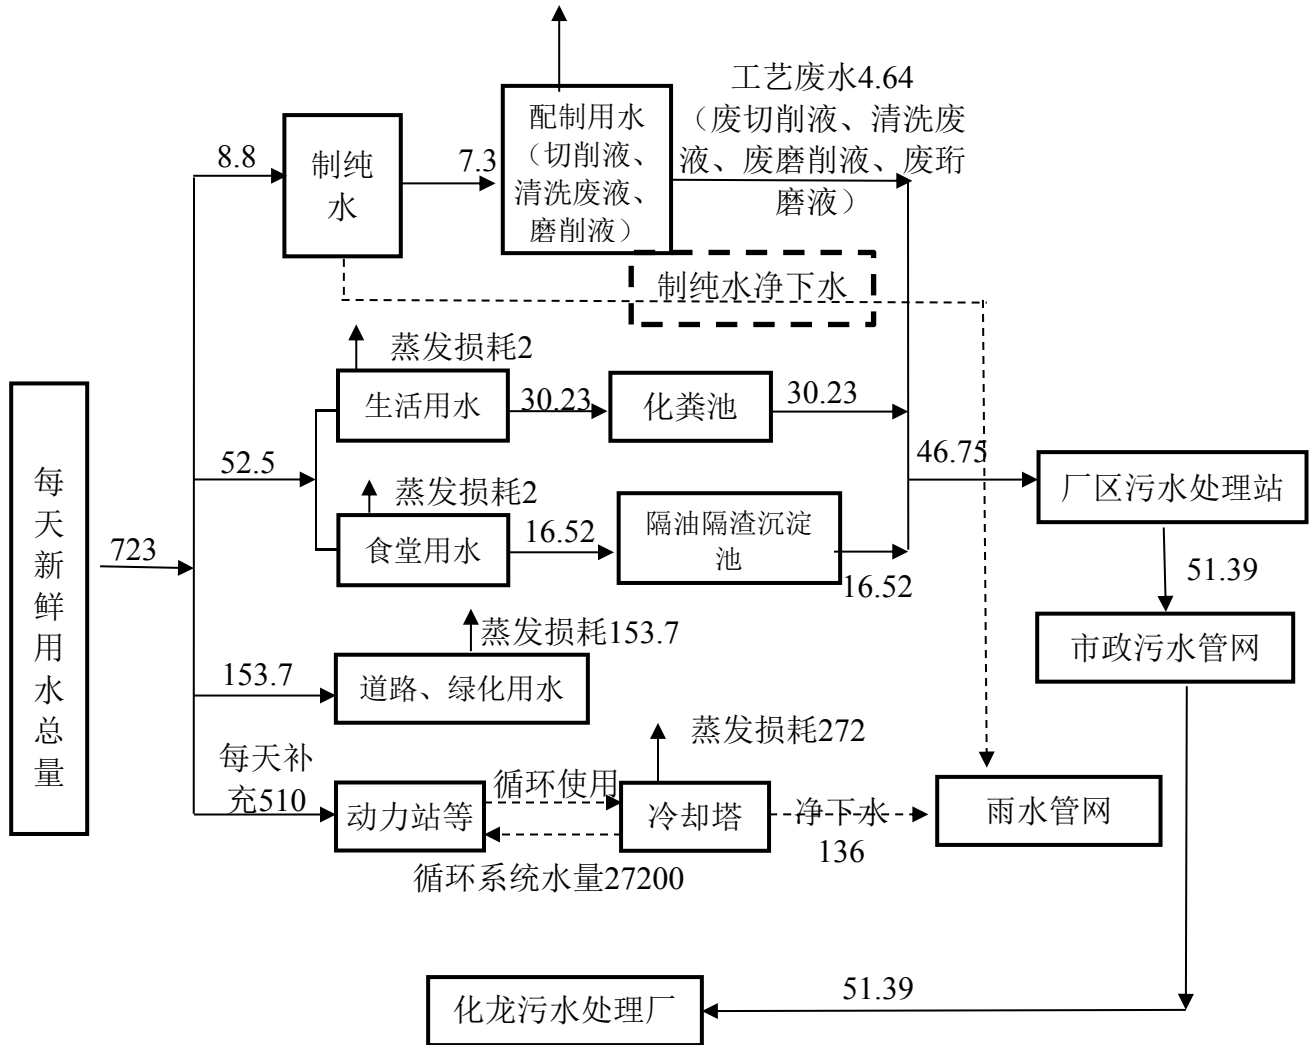 工艺废水4.64
（废切削液、清洗废
液、废磨削液、废珩
磨液）
配制用水
（切削液、
清洗废液、
磨削液）
8.8
制纯
水
7.3
制纯水净下水
蒸发损耗2
生活用水
30.23
化粪池
30.23
52.5
46.75
厂区污水处理站
蒸发损耗2
食堂用水
16.52
隔油隔渣沉淀
池
16.52
每
天
新
鲜
用
水
总
量
723
51.39
市政污水管网
蒸发损耗153.7
153.7
道路、绿化用水
蒸发损耗272
每天补
充510
动力站等
循环使用
冷却塔
净下水
136
雨水管网
循环系统水量27200
化龙污水处理厂
51.39